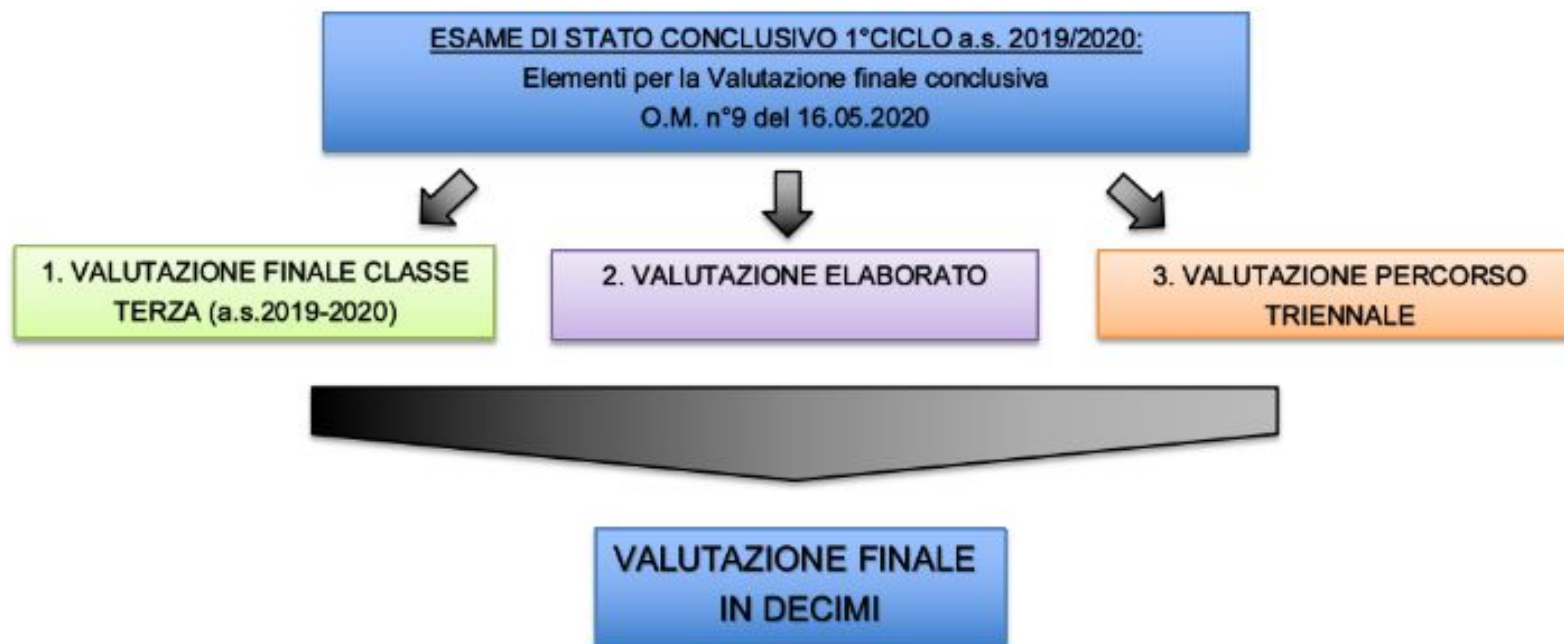 ESAME DI STATO CONCLUSIVO 1°CICLO a.s. 2019/2020:
Elementi per la Valutazione finale conclusiva
O.M. n°9 del 16.05.2020
1. VALUTAZIONE FINALE CLASSE
TERZA (a.s.2019-2020)
2. VALUTAZIONE ELABORATO
3. VALUTAZIONE PERCORSO
TRIENNALE
VALUTAZIONE FINALE
IN DECIMI